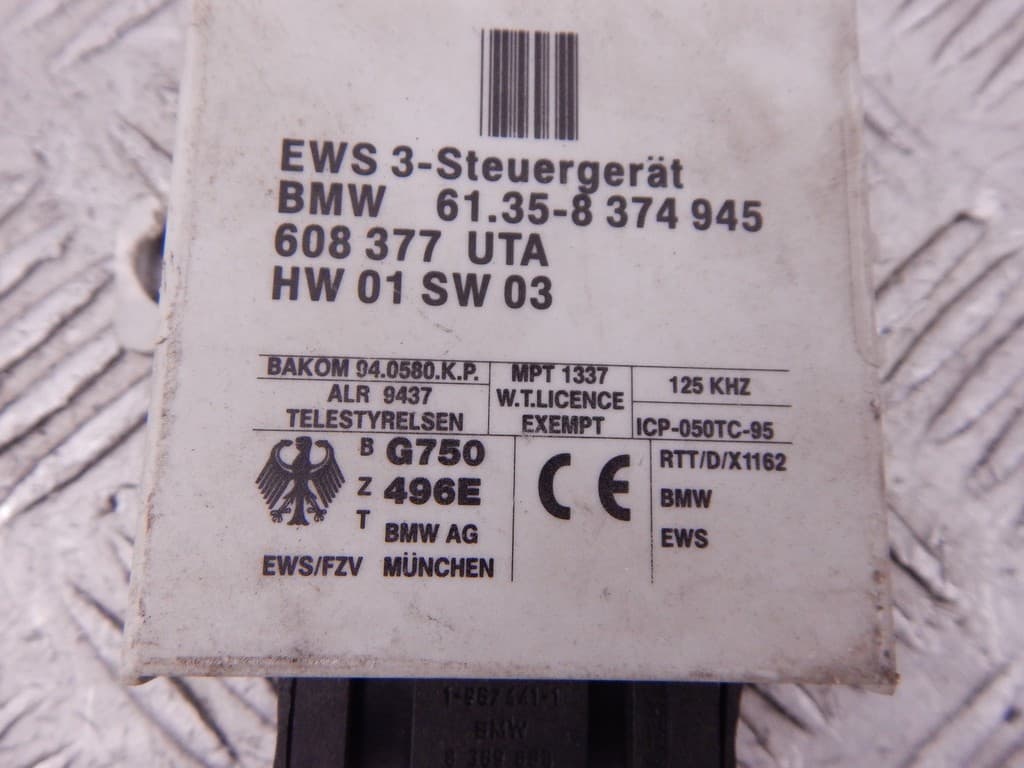 EWS 3-Steuergerät
BMW 61.35-8 374 945
608 377 UTA
HW 01 SW 03
BAKOM 94.0580.K.P.
ALR 9437
TELESTYRELSEN
MPT 1337
W.T.LICENCE
EXEMPT
125 KHZ
ICP-050TC-95
BZT
G750
496E
BMW AG
EWS/FZV MÜNCHEN
CE
RTT/D/X1162
BMW
EWS
BMW